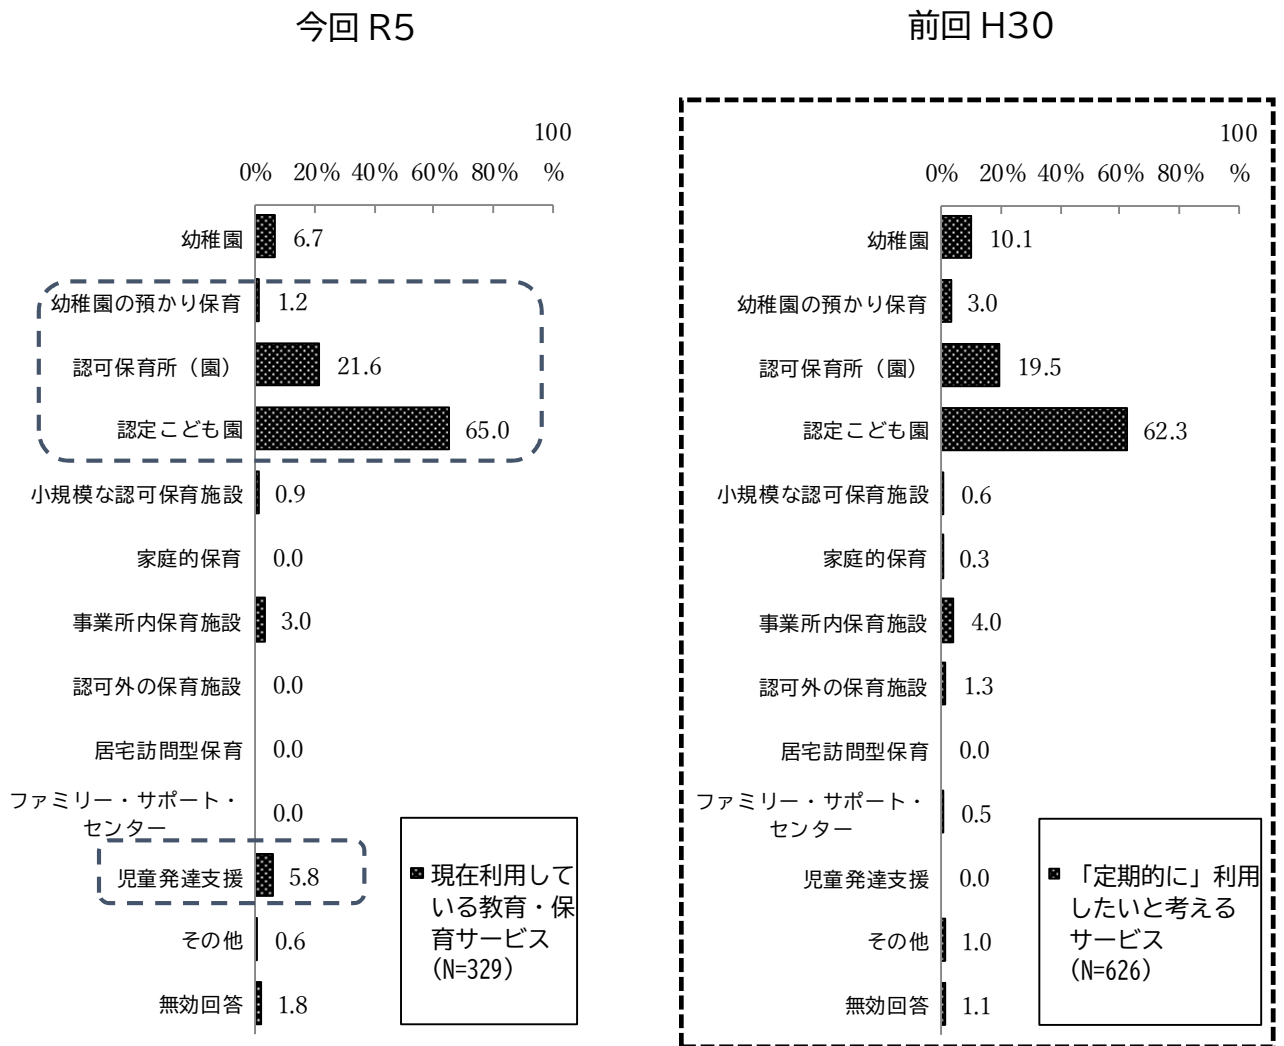 今回 R5
100
0% 20% 40% 60% 80% %
幼稚園 6.7
幼稚園の預かり保育 1.2
認可保育所（園） 21.6
認定こども園 65.0
小規模な認可保育施設 0.9
家庭的保育 0.0
事業所内保育施設 3.0
認可外の保育施設 0.0
居宅訪問型保育 0.0
ファミリー・サポート・
センター 0.0
児童発達支援 5.8
その他 0.6
無効回答 1.8
現在利用して
いる教育・保
育サービス
(N=329)
前回 H30
100
0% 20% 40% 60% 80% %
幼稚園 10.1
幼稚園の預かり保育 3.0
認可保育所（園） 19.5
認定こども園 62.3
小規模な認可保育施設 0.6
家庭的保育 0.3
事業所内保育施設 4.0
認可外の保育施設 1.3
居宅訪問型保育 0.0
ファミリー・サポート・
センター 0.5
児童発達支援 0.0
その他 1.0
無効回答 1.1
「定期的に」利用
したいと考える
サービス
(N=626)